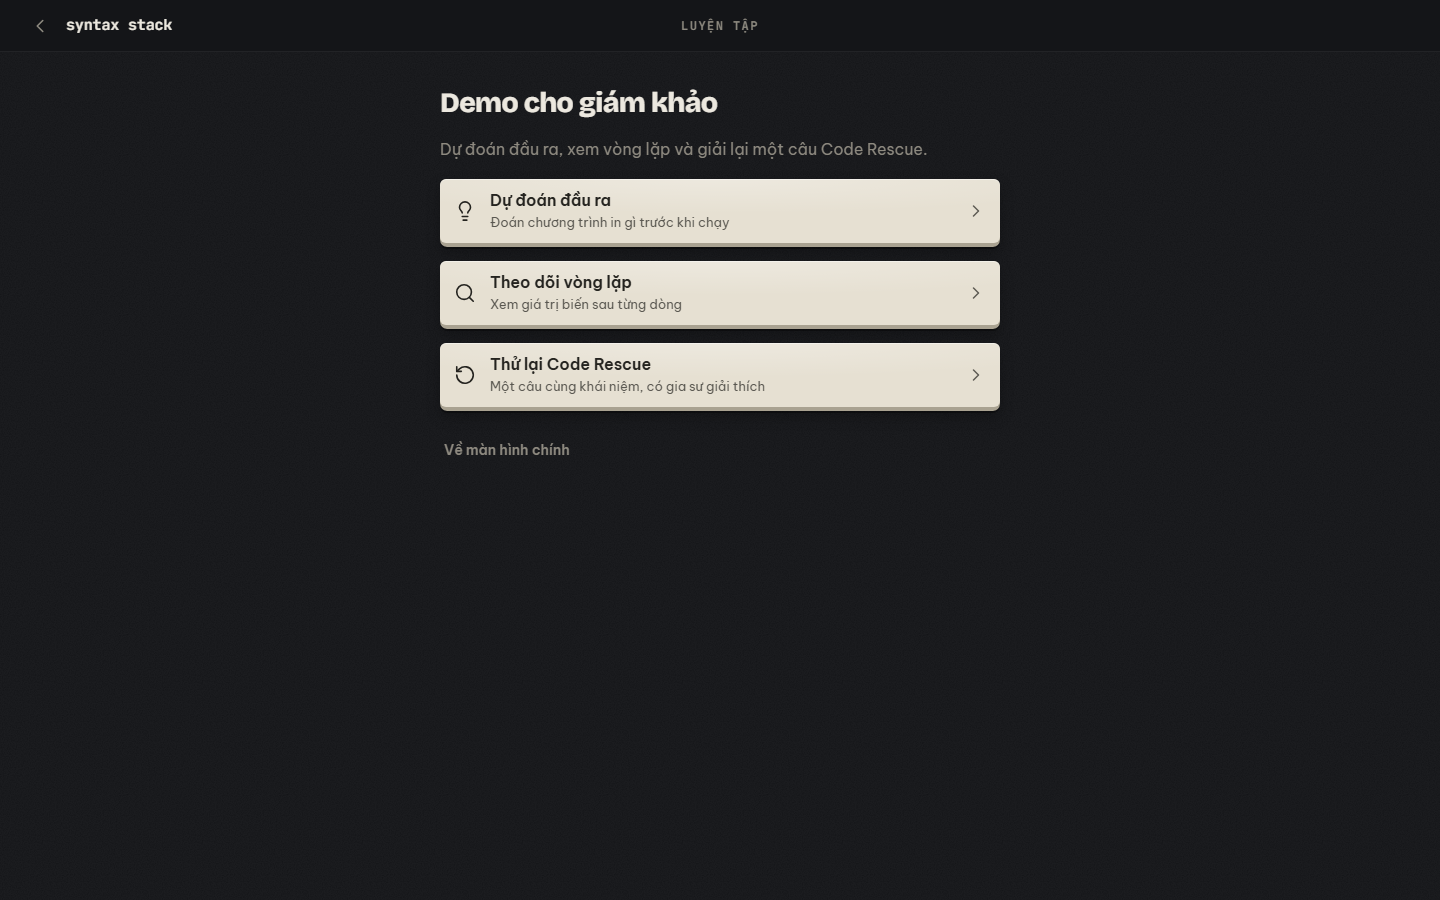 syntax stack
LUYỆN TẬP
Demo cho giám khảo
Dự đoán đầu ra, xem vòng lặp và giải lại một câu Code Rescue.
Dự đoán đầu ra
Đoán chương trình in gì trước khi chạy
Theo dõi vòng lặp
Xem giá trị biến sau từng dòng
Thử lại Code Rescue
Một câu cùng khái niệm, có gia sư giải thích
Về màn hình chính